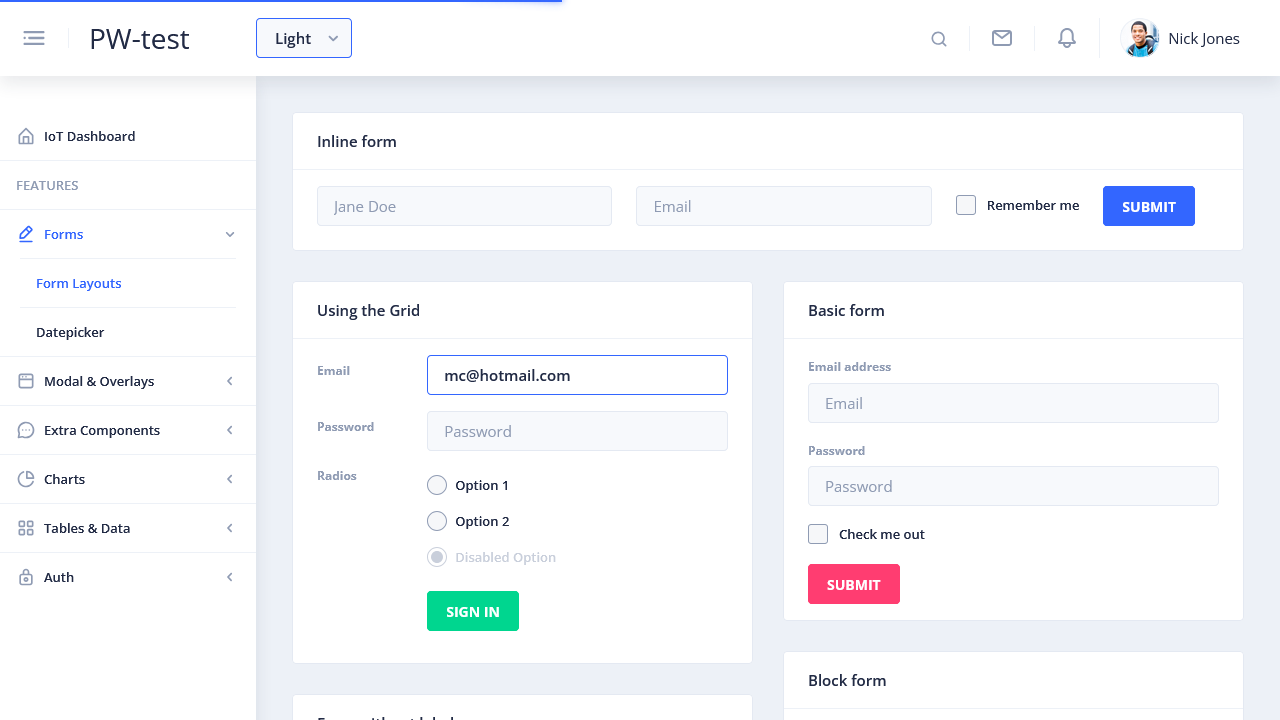 PW-test
Light
Nick Jones
IoT Dashboard
FEATURES
Forms
Form Layouts
Datepicker
Modal & Overlays
Extra Components
Charts
Tables & Data
Auth
Inline form
Jane Doe
Email
Remember me
SUBMIT
Using the Grid
Email
mc@hotmail.com
Password
Password
Radios
Option 1
Option 2
Disabled Option
SIGN IN
Basic form
Email address
Email
Password
Password
Check me out
SUBMIT
Block form